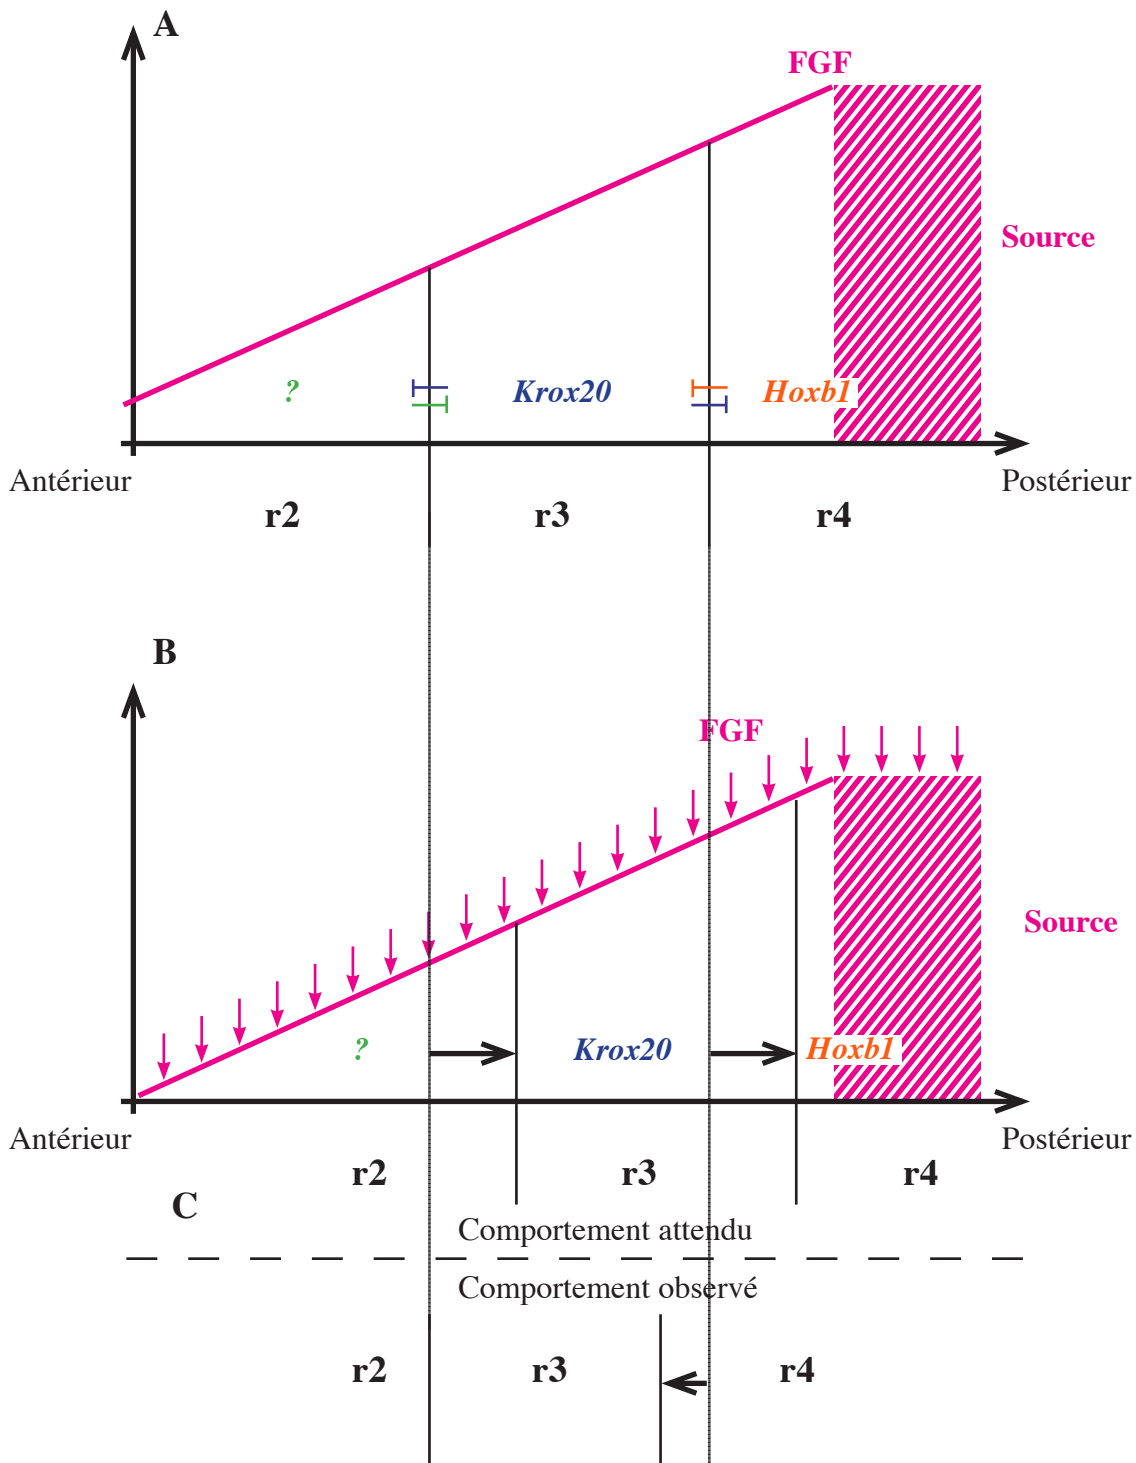 A
FGF
Source
? Krox20 Hoxb1
Antérieur Postérieur
r2 r3 r4
B
FGF
Source
? Krox20 Hoxb1
Antérieur Postérieur
r2 r3 r4
C
Comportement attendu
Comportement observé
r2 r3 r4